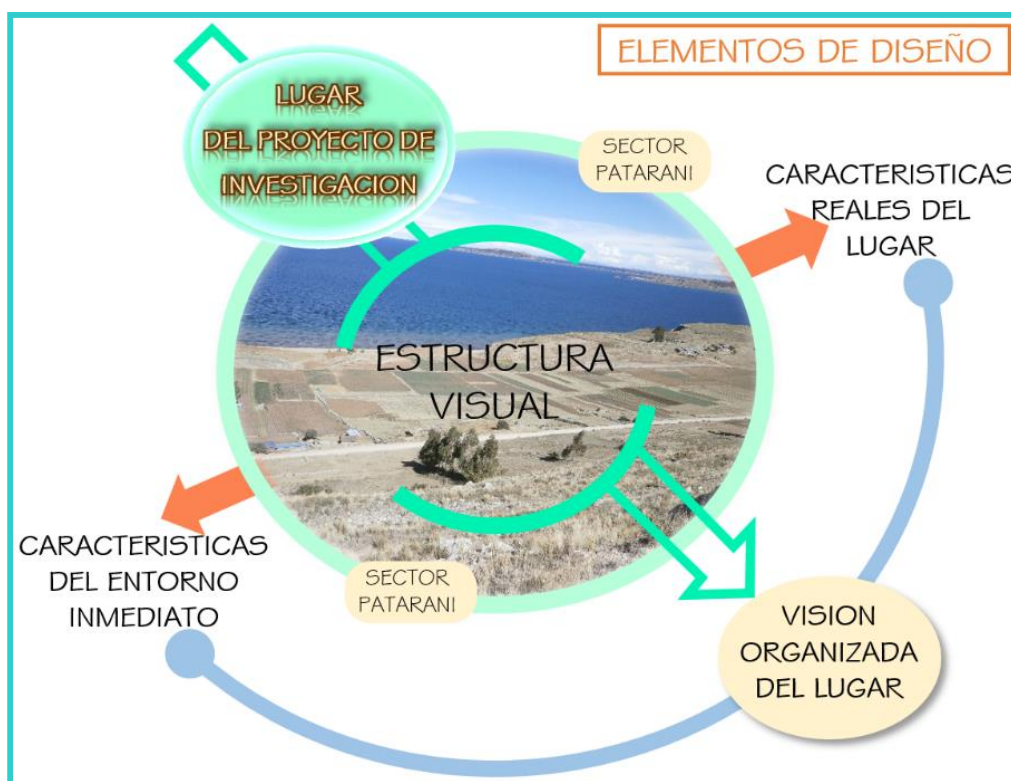 ELEMENTOS DE DISEÑO
LUGAR
DEL PROYECTO DE
INVESTIGACION
SECTOR
PATARANI
CARACTERISTICAS
REALES DEL
LUGAR
ESTRUCTURA
VISUAL
CARACTERISTICAS
DEL ENTORNO
INMEDIATO
SECTOR
PATARANI
VISION
ORGANIZADA
DEL LUGAR